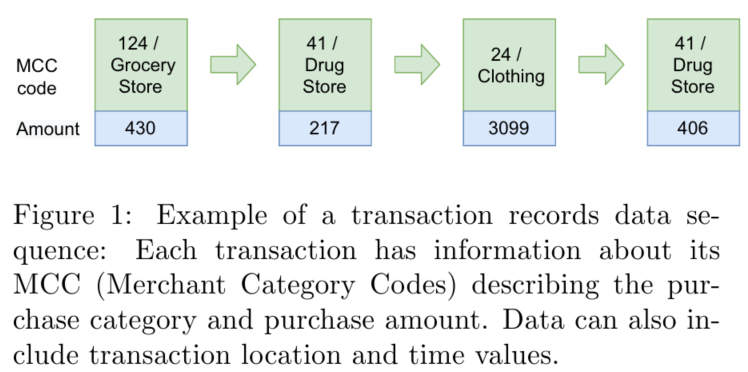 MCC
code
124 /
Grocery
Store
41 /
Drug
Store
24 /
Clothing
41 /
Drug
Store
Amount
430
217
3099
406
Figure 1: Example of a transaction records data se-
quence: Each transaction has information about its
MCC (Merchant Category Codes) describing the pur-
chase category and purchase amount. Data can also in-
clude transaction location and time values.